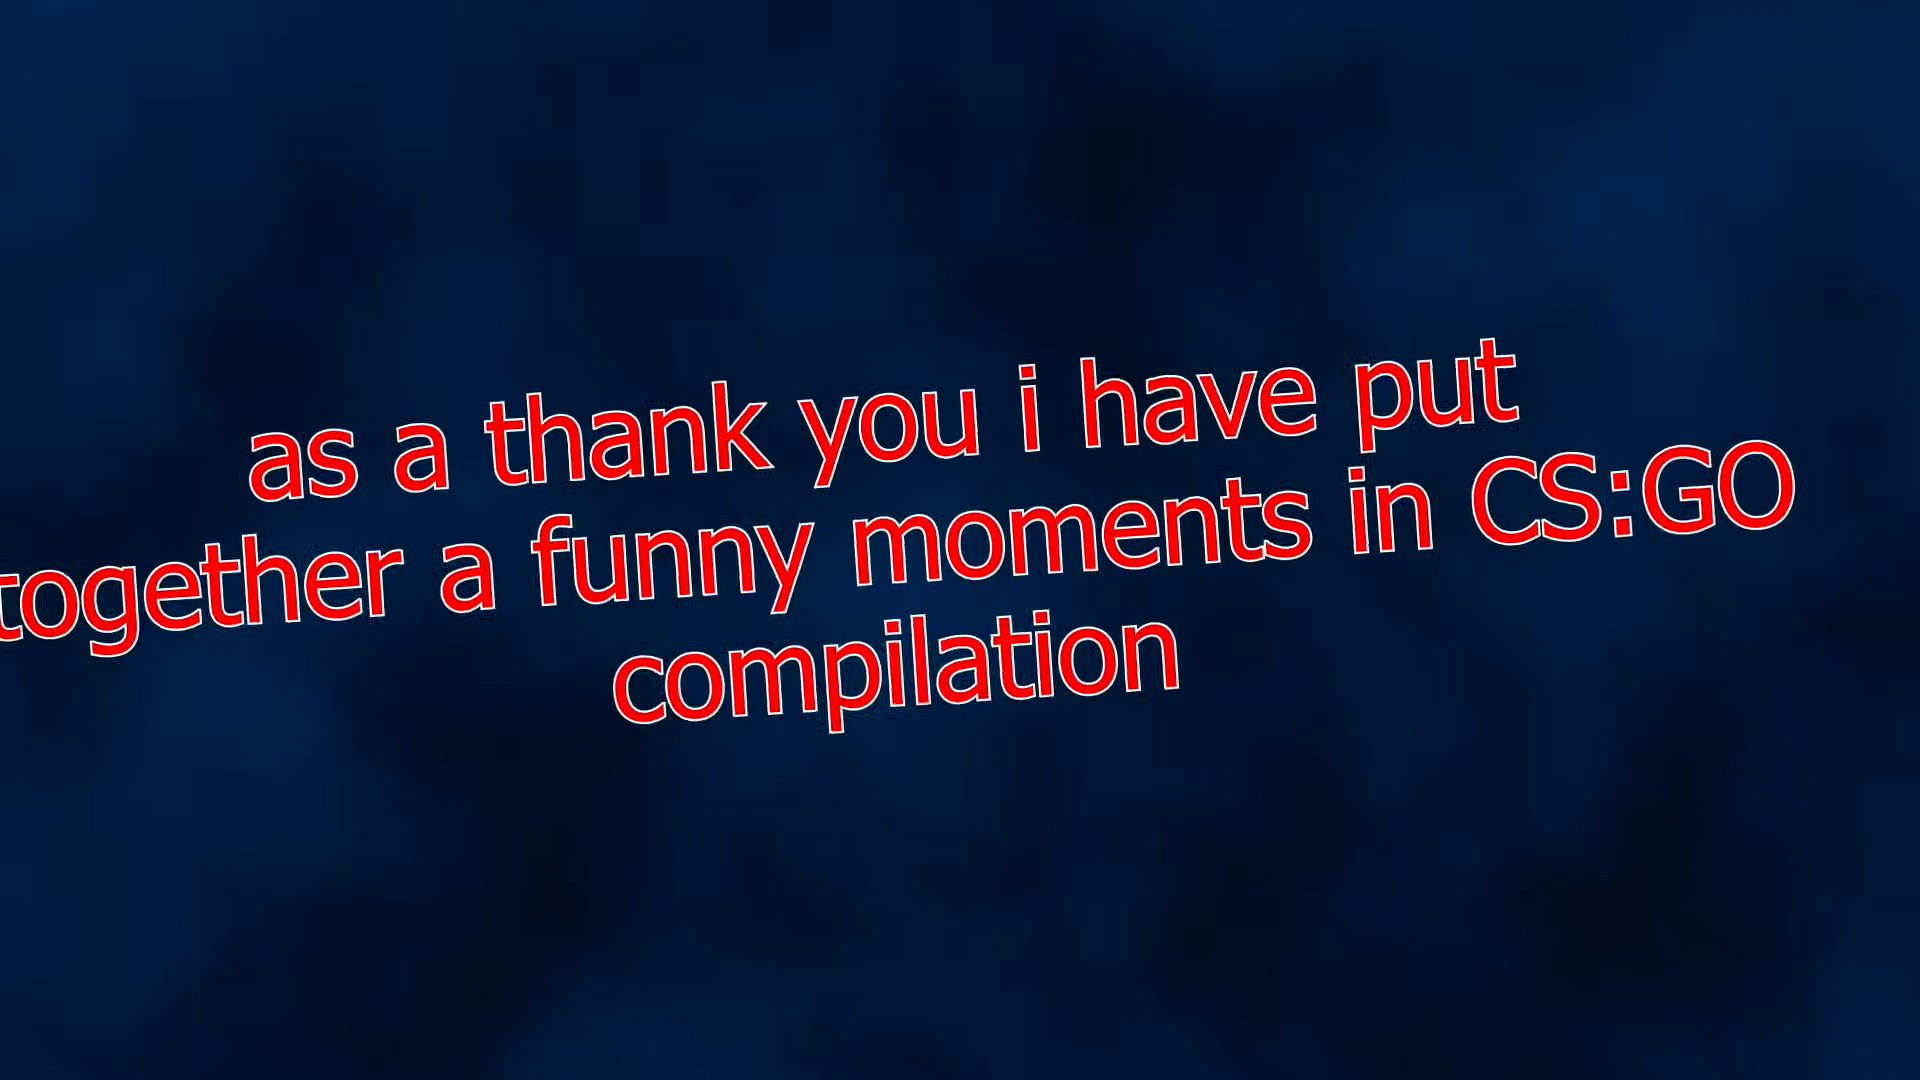 as a thank you i have put
together a funny moments in CS:GO
compilation